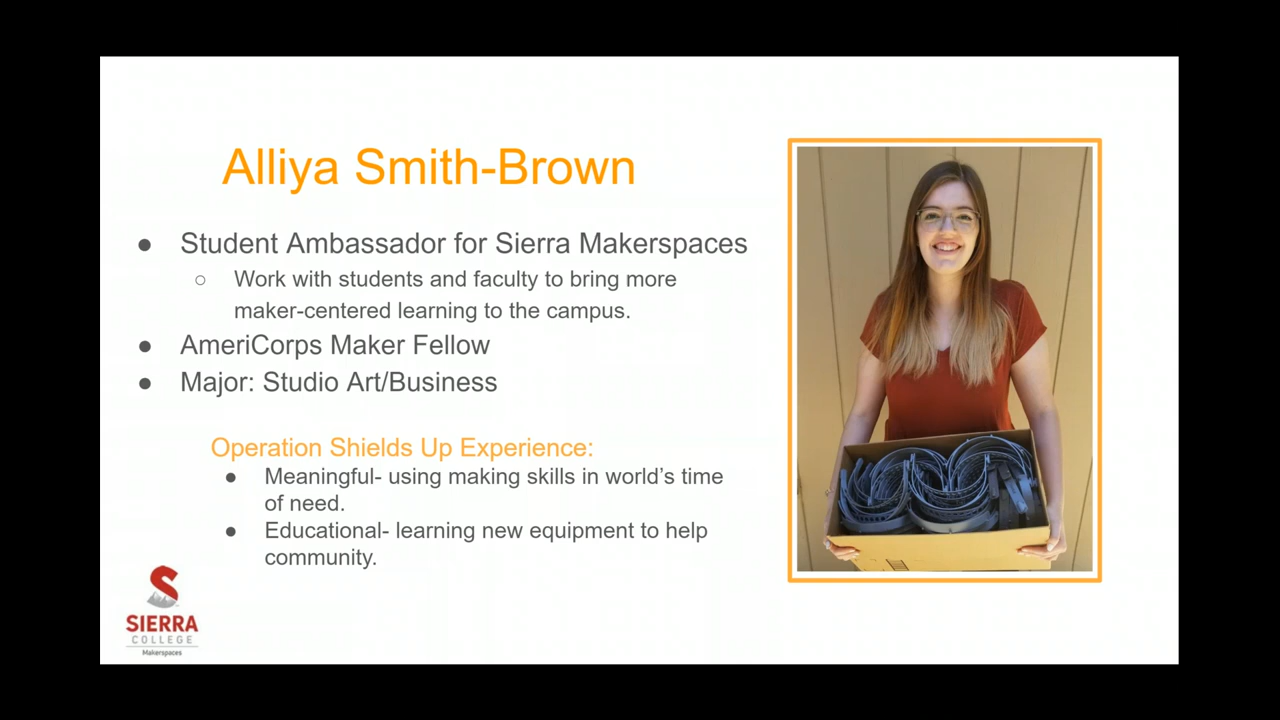 Alliya Smith-Brown
● Student Ambassador for Sierra Makerspaces
○ Work with students and faculty to bring more
maker-centered learning to the campus.
● AmeriCorps Maker Fellow
● Major: Studio Art/Business
Operation Shields Up Experience:
● Meaningful- using making skills in world’s time
of need.
● Educational- learning new equipment to help
community.
SIERRA
COLLEGE
Makerspaces